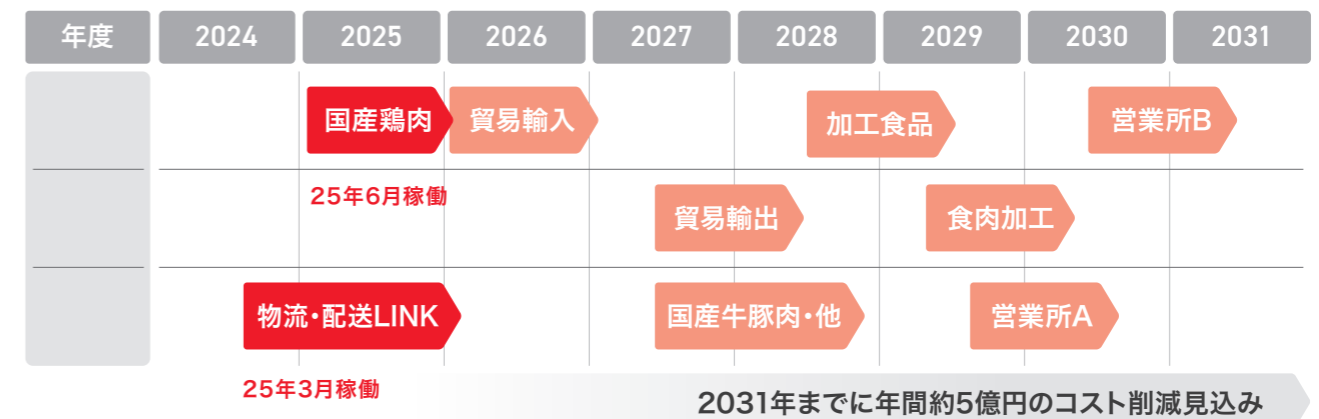 年度 2024 2025 2026 2027 2028 2029 2030 2031
国産鶏肉 貿易輸入 加工食品 営業所B
25年6月稼働
貿易輸出 食肉加工
物流・配送LINK 国産牛豚肉・他 営業所A
25年3月稼働
2031年までに年間約5億円のコスト削減見込み